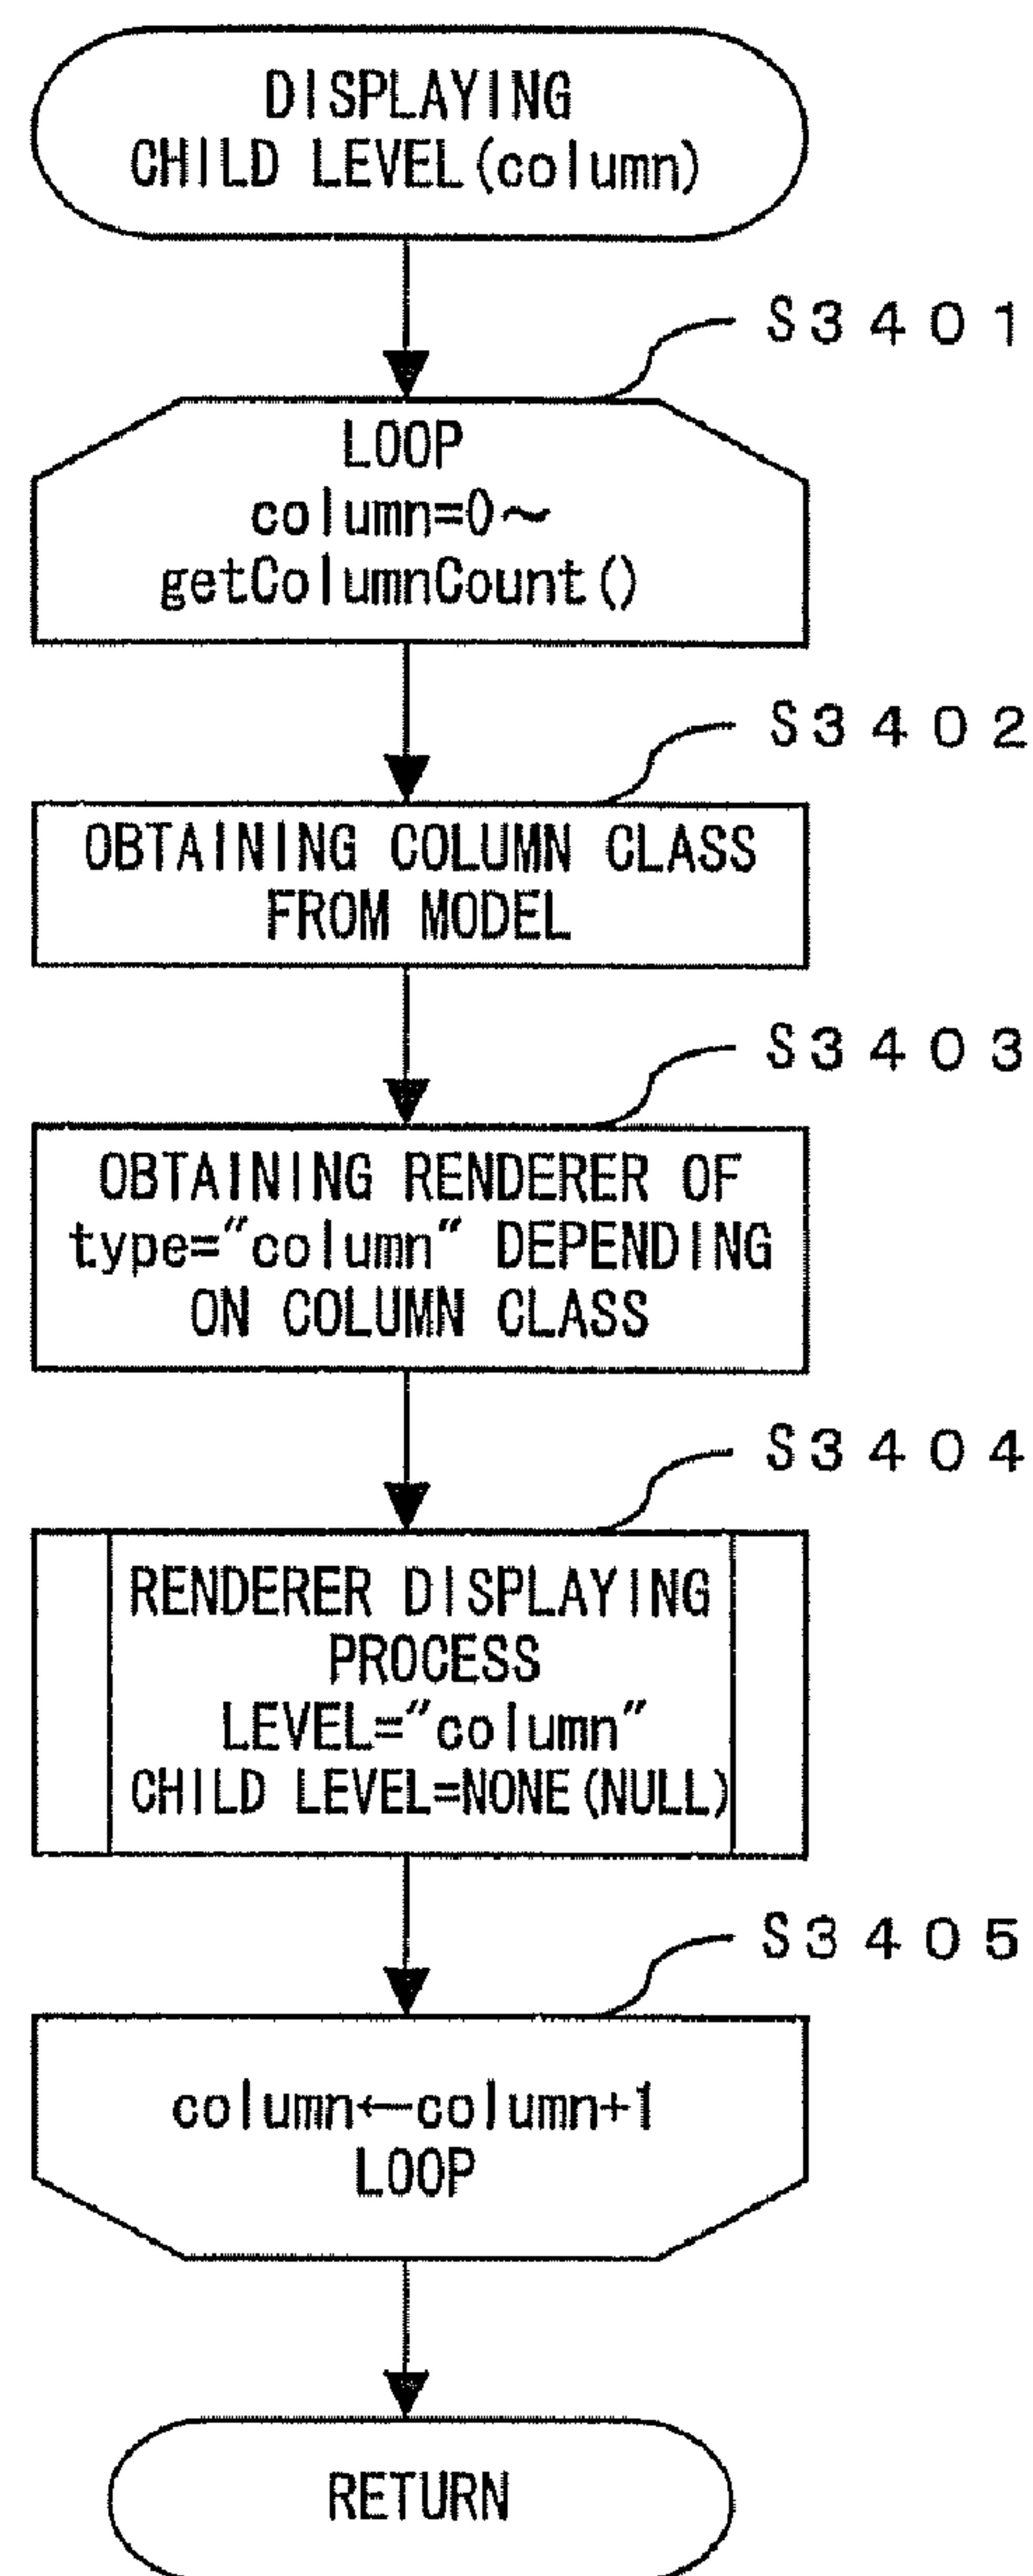 DISPLAYING
CHILD LEVEL(column)
S3401
LOOP
column=0~
getColumnCount()
S3402
OBTAINING COLUMN CLASS
FROM MODEL
S3403
OBTAINING RENDERER OF
type="column" DEPENDING
ON COLUMN CLASS
S3404
RENDERER DISPLAYING
PROCESS
LEVEL="column"
CHILD LEVEL=NONE(NULL)
S3405
column←column+1
LOOP
RETURN